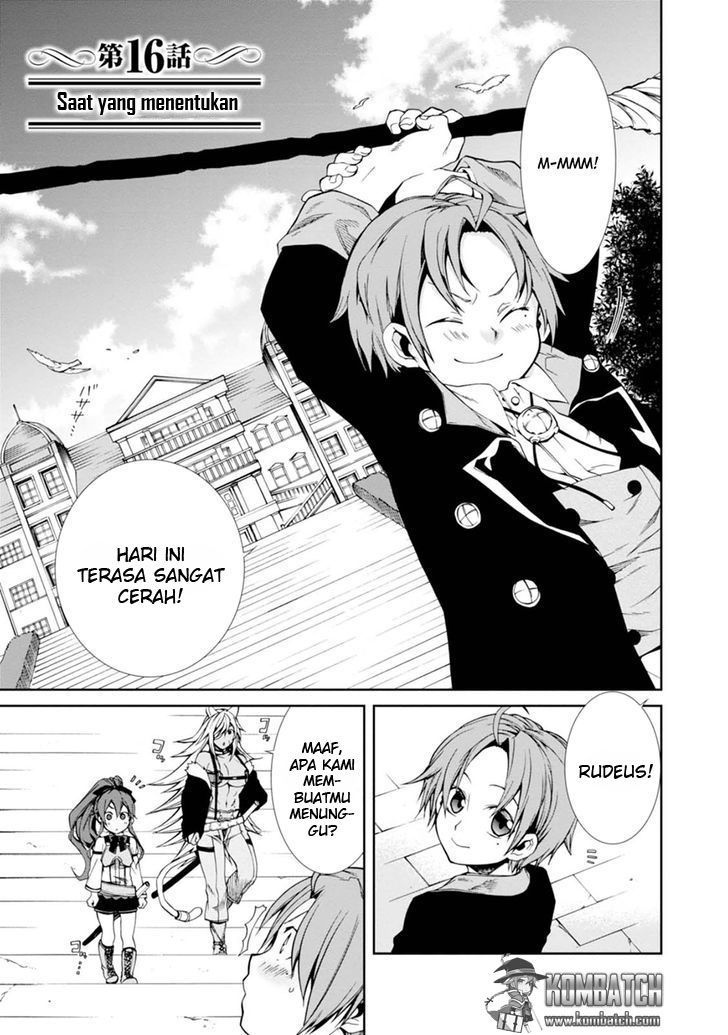 第16話
Saat yang menentukan
M-MMM!
HARI INI
TERASA SANGAT
CERAH!
RUDEUS!
MAAF,
APA KAMI
MEM-
BUATMU
MENUNG-
GU?
KOMBATCH
www.kombatch.com